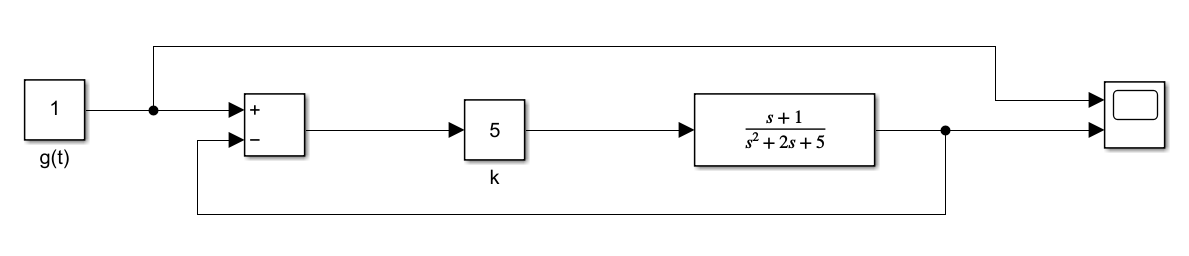 1
g(t)
+
−
5
k
s + 1
s² + 2s + 5